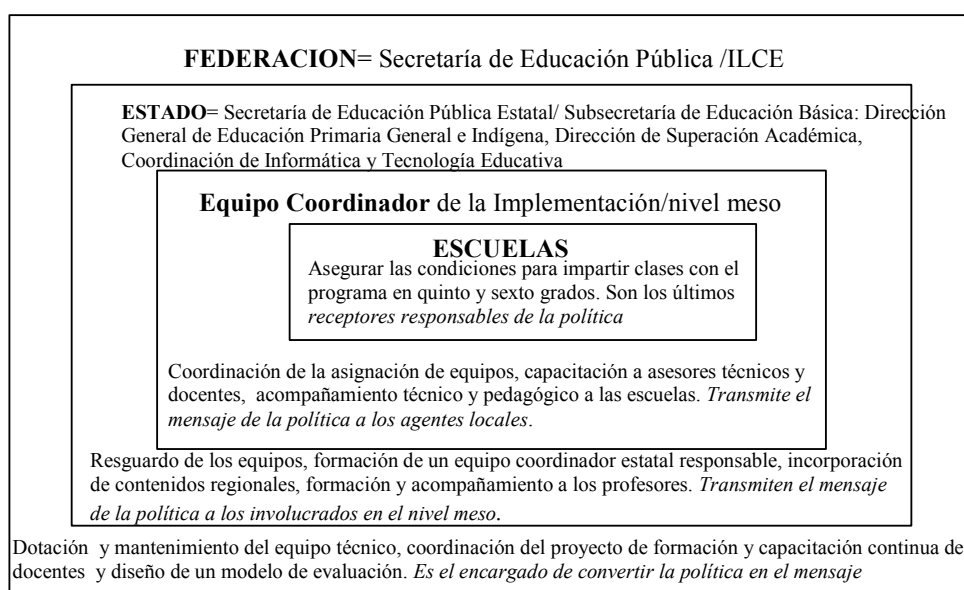 FEDERACION= Secretaría de Educación Pública /ILCE
ESTADO= Secretaría de Educación Pública Estatal/ Subsecretaría de Educación Básica: Dirección
General de Educación Primaria General e Indígena, Dirección de Superación Académica,
Coordinación de Informática y Tecnología Educativa
Equipo Coordinador de la Implementación/nivel meso
ESCUELAS
Asegurar las condiciones para impartir clases con el
programa en quinto y sexto grados. Son los últimos
receptores responsables de la política
Coordinación de la asignación de equipos, capacitación a asesores técnicos y
docentes, acompañamiento técnico y pedagógico a las escuelas. Transmite el
mensaje de la política a los agentes locales.
Resguardo de los equipos, formación de un equipo coordinador estatal responsable, incorporación
de contenidos regionales, formación y acompañamiento a los profesores. Transmiten el mensaje
de la política a los involucrados en el nivel meso.
Dotación y mantenimiento del equipo técnico, coordinación del proyecto de formación y capacitación continua de
docentes y diseño de un modelo de evaluación. Es el encargado de convertir la política en el mensaje